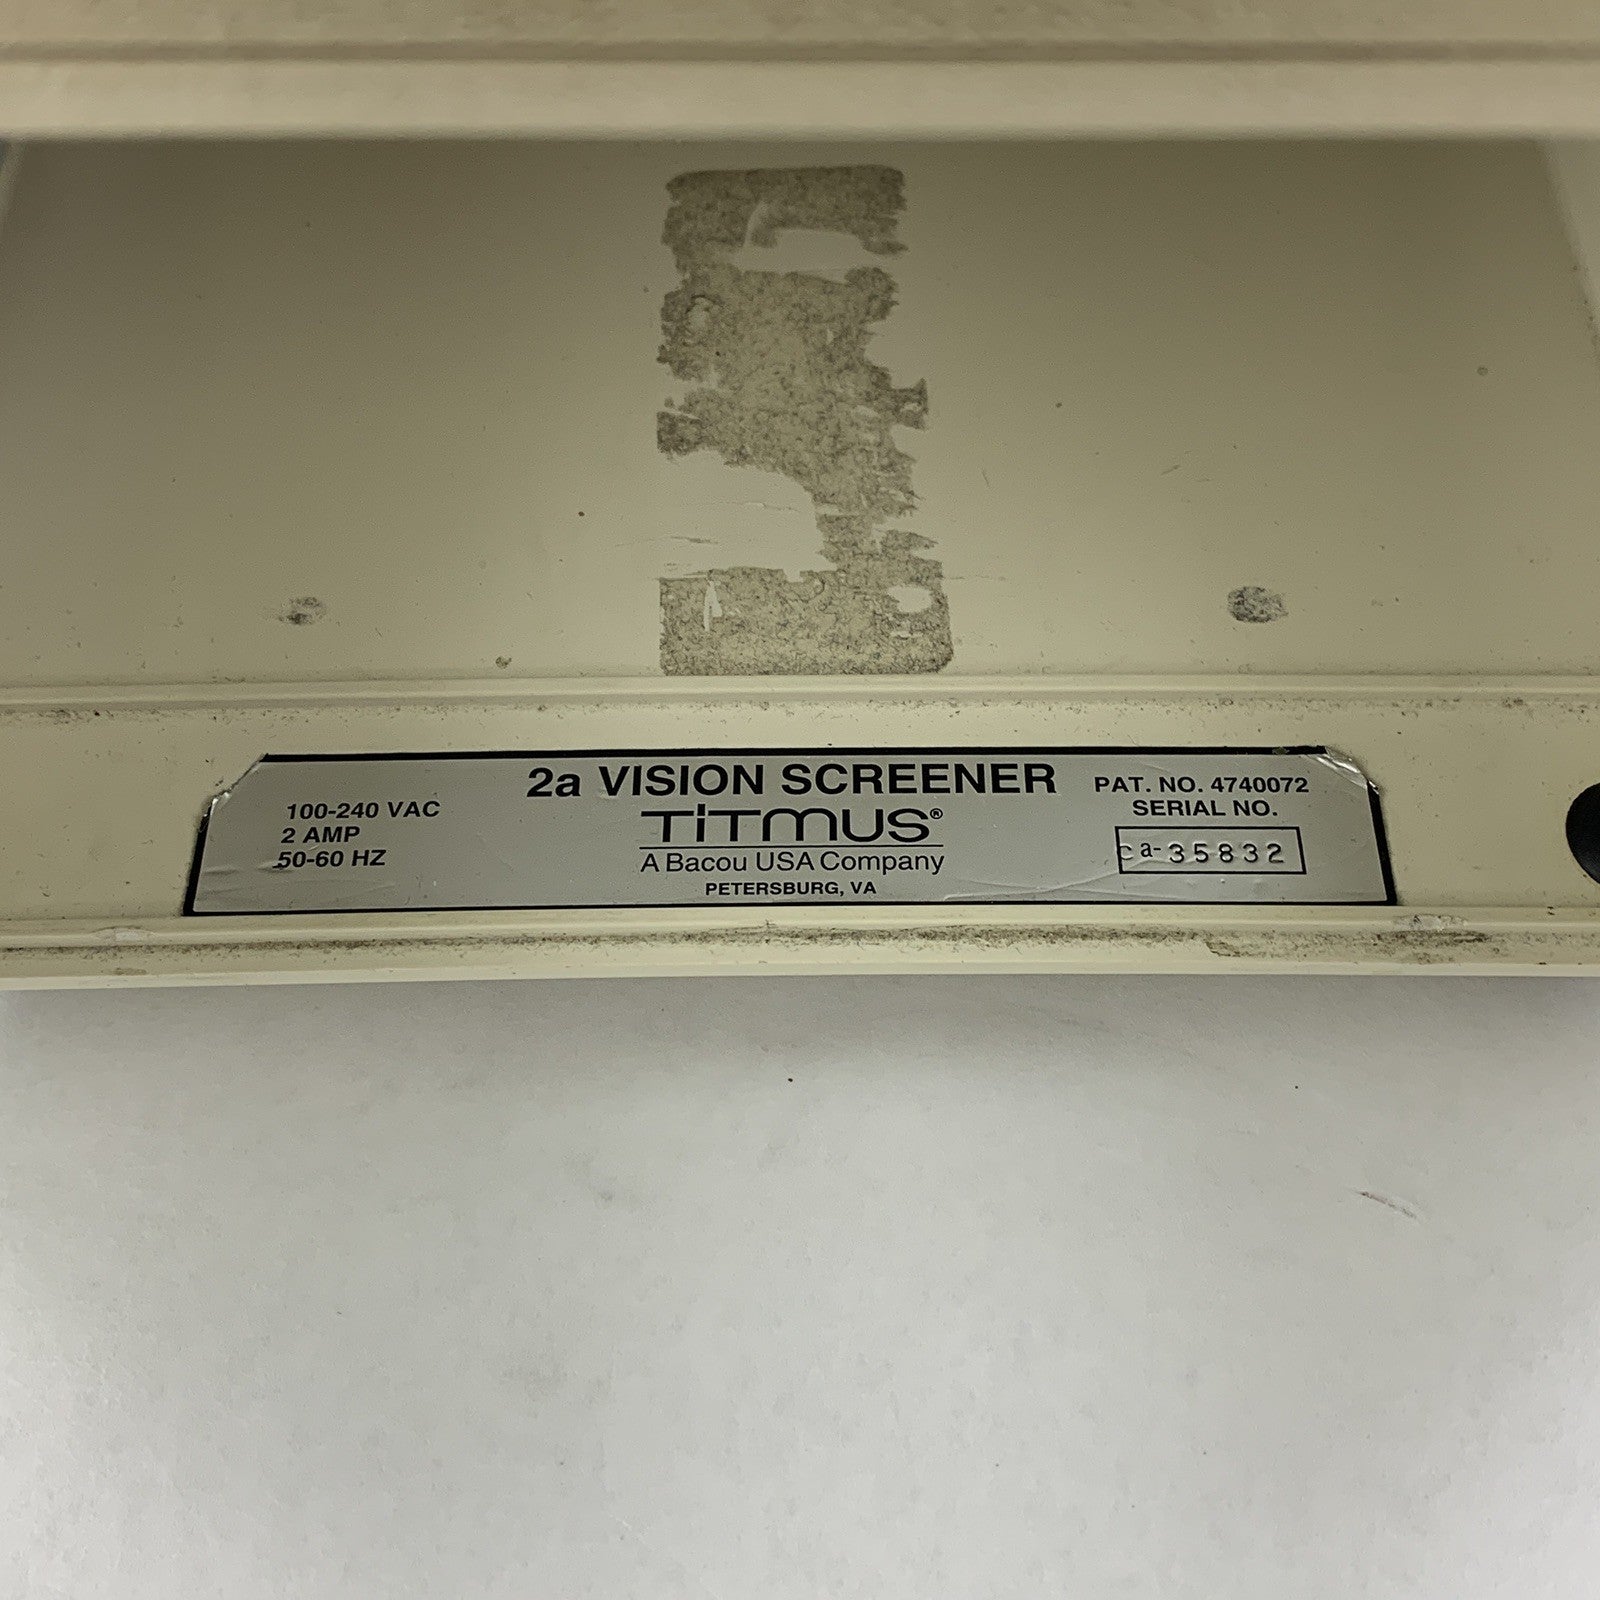 2a VISION SCREENER
100-240 VAC
2 AMP
50-60 HZ
TiTMUS®
A Bacou USA Company
PETERSBURG, VA
PAT. NO. 4740072
SERIAL NO.
ca-35832